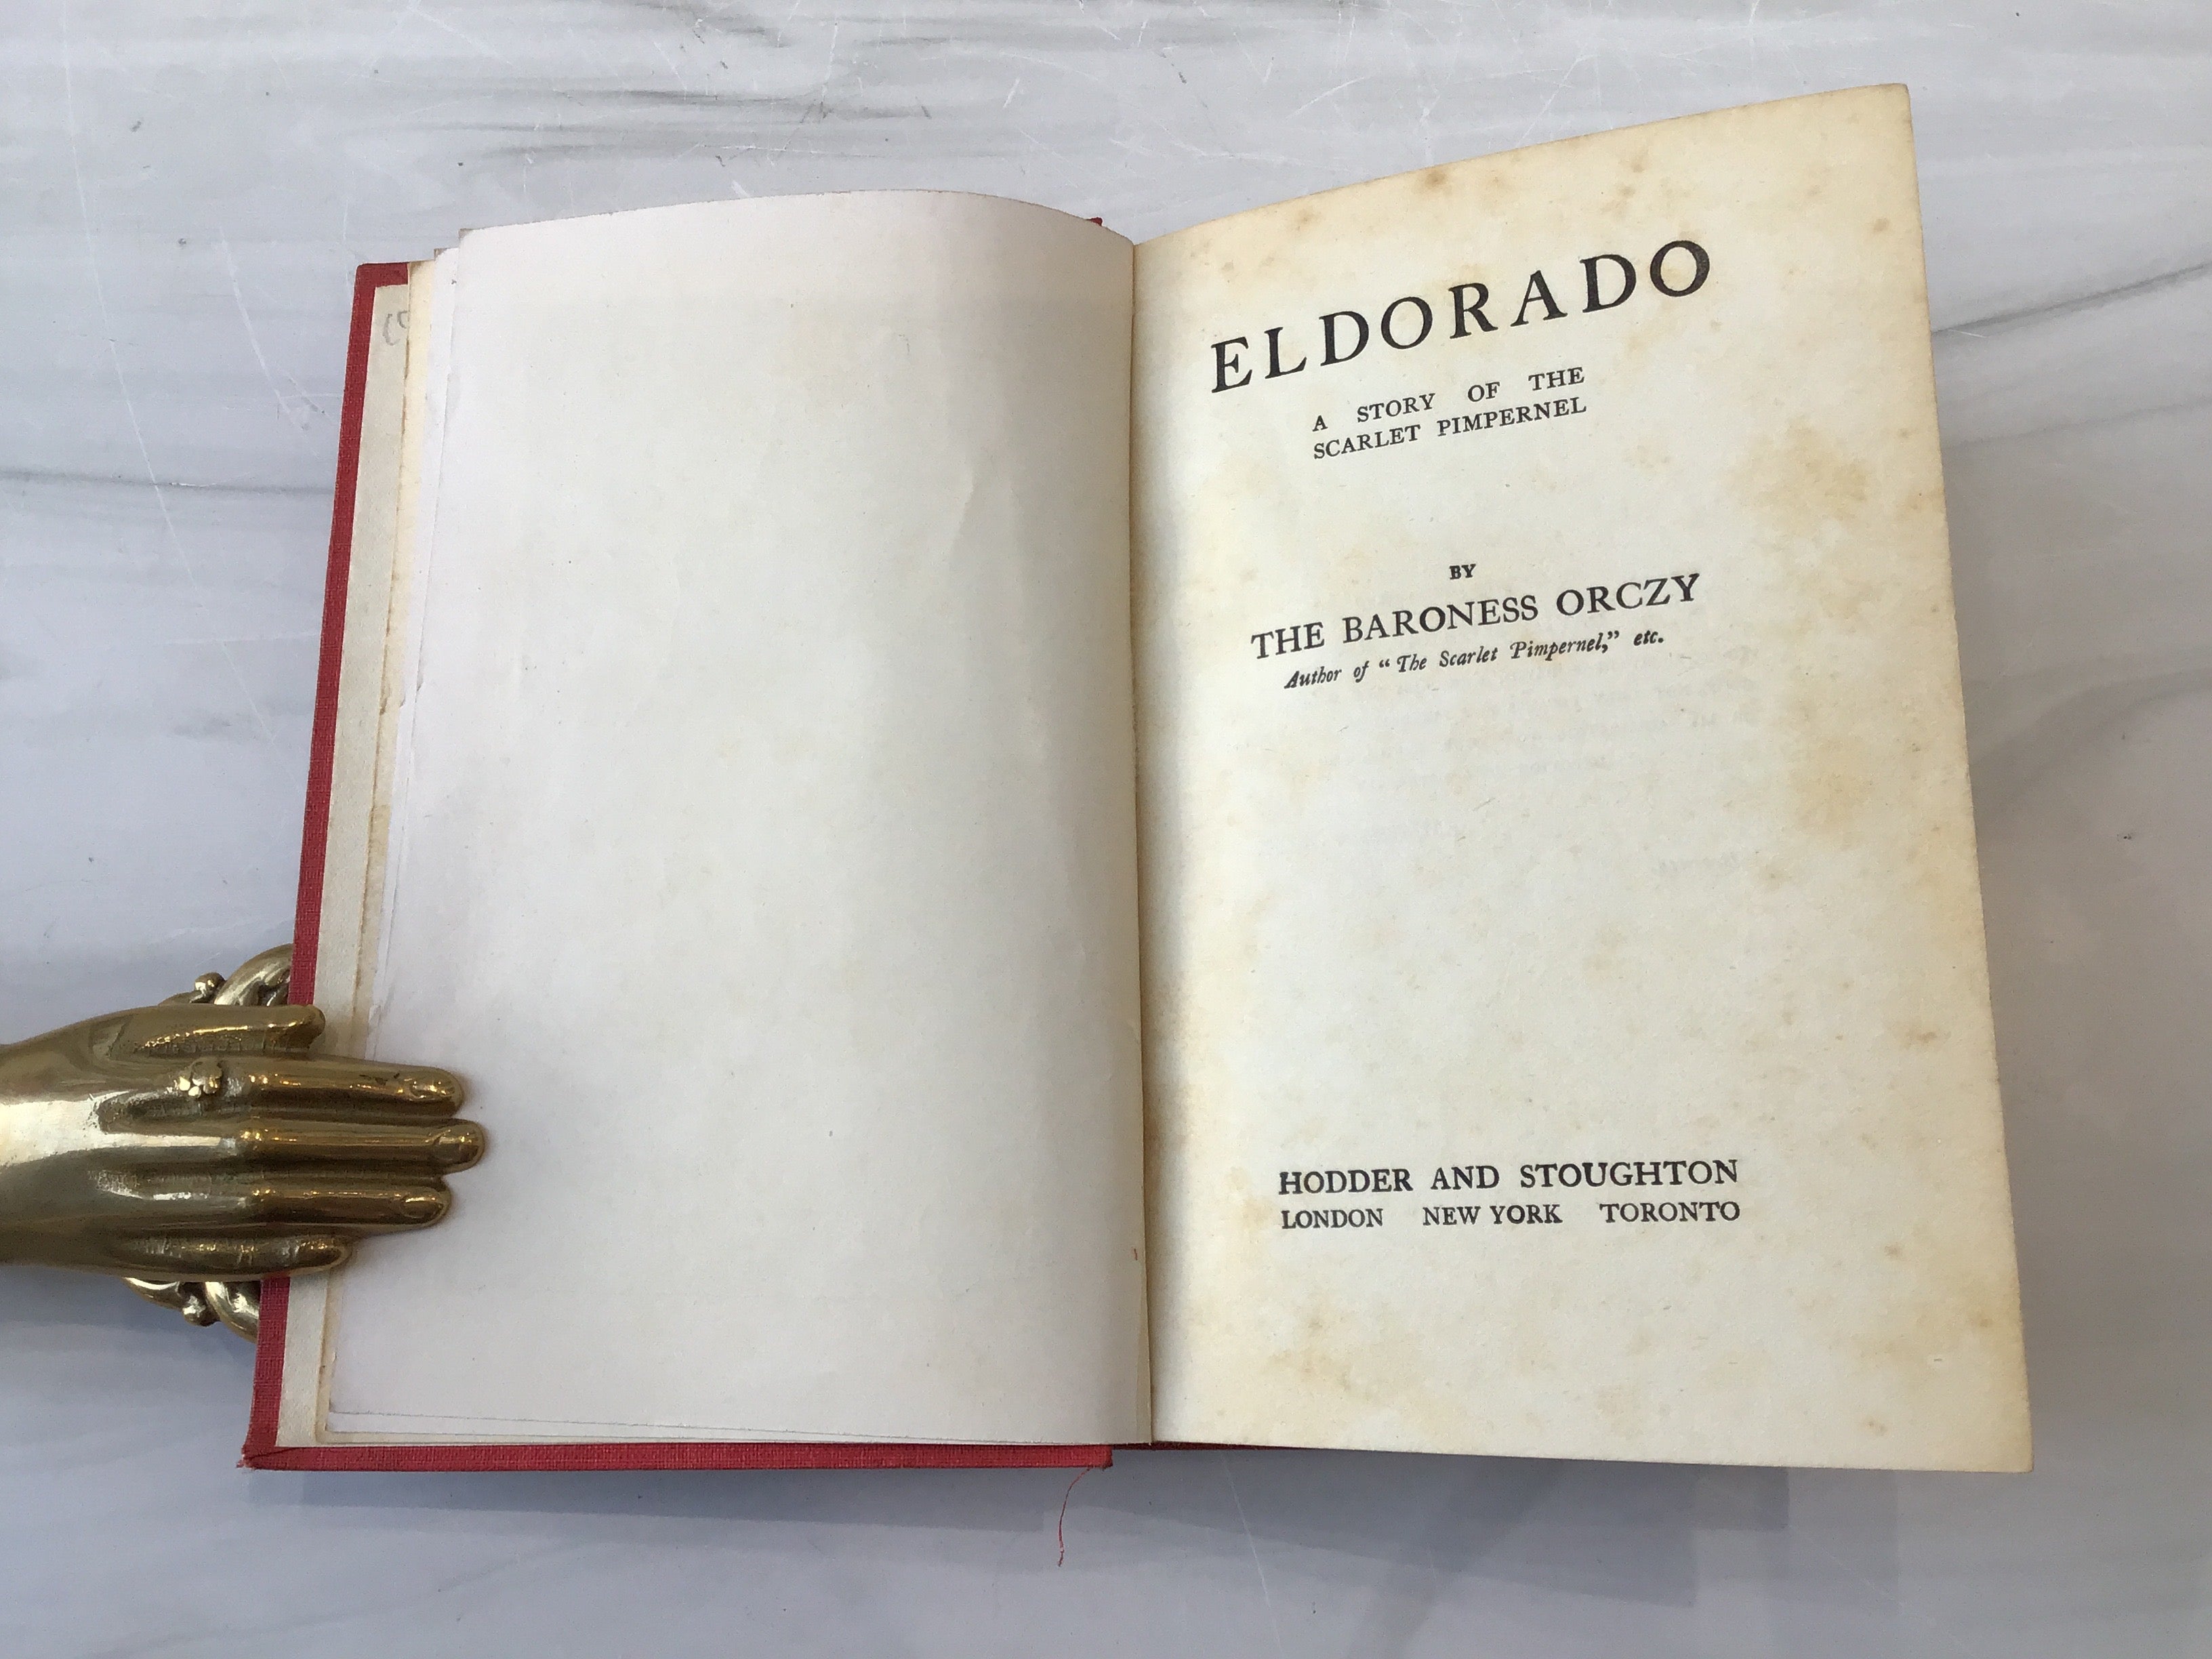 ELDORADO
A STORY OF THE
SCARLET PIMPERNEL
BY
THE BARONESS ORCZY
Author of “The Scarlet Pimpernel,” etc.
HODDER AND STOUGHTON
LONDON NEW YORK TORONTO